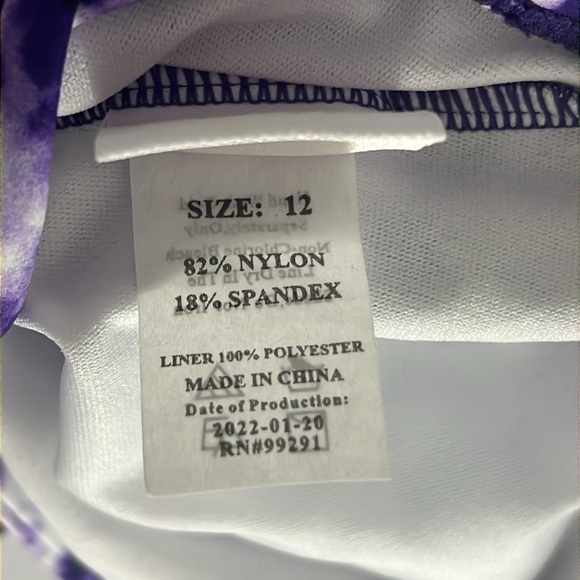 SIZE: 12
82% NYLON
18% SPANDEX
LINER 100% POLYESTER
MADE IN CHINA
Date of Production:
2022-01-20
RN#99291